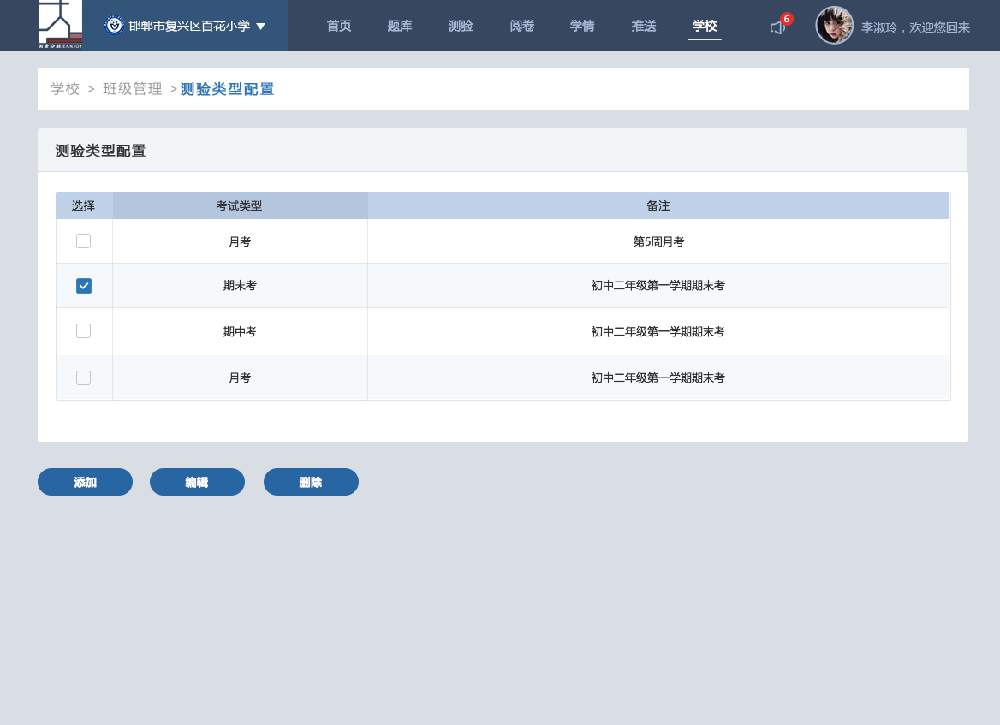 邯郸市复兴区百花小学 首页 题库 测验 阅卷 学情 推送 学校 6 李淑玲，欢迎您回来
学校 > 班级管理 >测验类型配置
测验类型配置
选择 考试类型 备注
月考 第5周月考
期末考 初中二年级第一学期期末考
期中考 初中二年级第一学期期末考
月考 初中二年级第一学期期末考
添加 编辑 删除